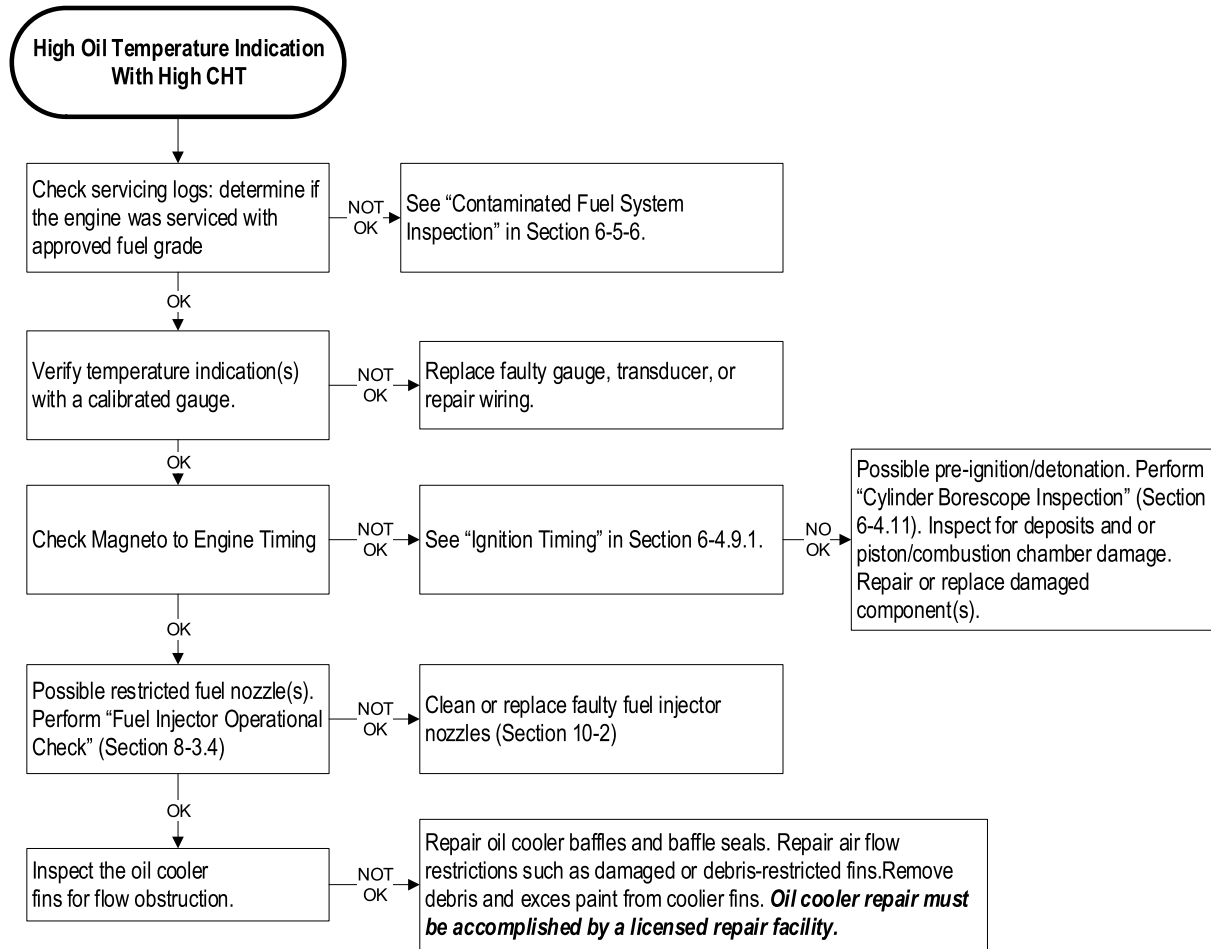 High Oil Temperature Indication
With High CHT
Check servicing logs: determine if
the engine was serviced with
approved fuel grade
NOT
OK
See “Contaminated Fuel System
Inspection” in Section 6-5-6.
OK
Verify temperature indication(s)
with a calibrated gauge.
NOT
OK
Replace faulty gauge, transducer, or
repair wiring.
OK
Check Magneto to Engine Timing
NOT
OK
See “Ignition Timing” in Section 6-4.9.1.
NO
OK
Possible pre-ignition/detonation. Perform
“Cylinder Borescope Inspection” (Section
6-4.11). Inspect for deposits and or
piston/combustion chamber damage.
Repair or replace damaged
component(s).
OK
Possible restricted fuel nozzle(s).
Perform “Fuel Injector Operational
Check” (Section 8-3.4)
NOT
OK
Clean or replace faulty fuel injector
nozzles (Section 10-2)
OK
Inspect the oil cooler
fins for flow obstruction.
NOT
OK
Repair oil cooler baffles and baffle seals. Repair air flow
restrictions such as damaged or debris-restricted fins.Remove
debris and exces paint from coolier fins. Oil cooler repair must
be accomplished by a licensed repair facility.